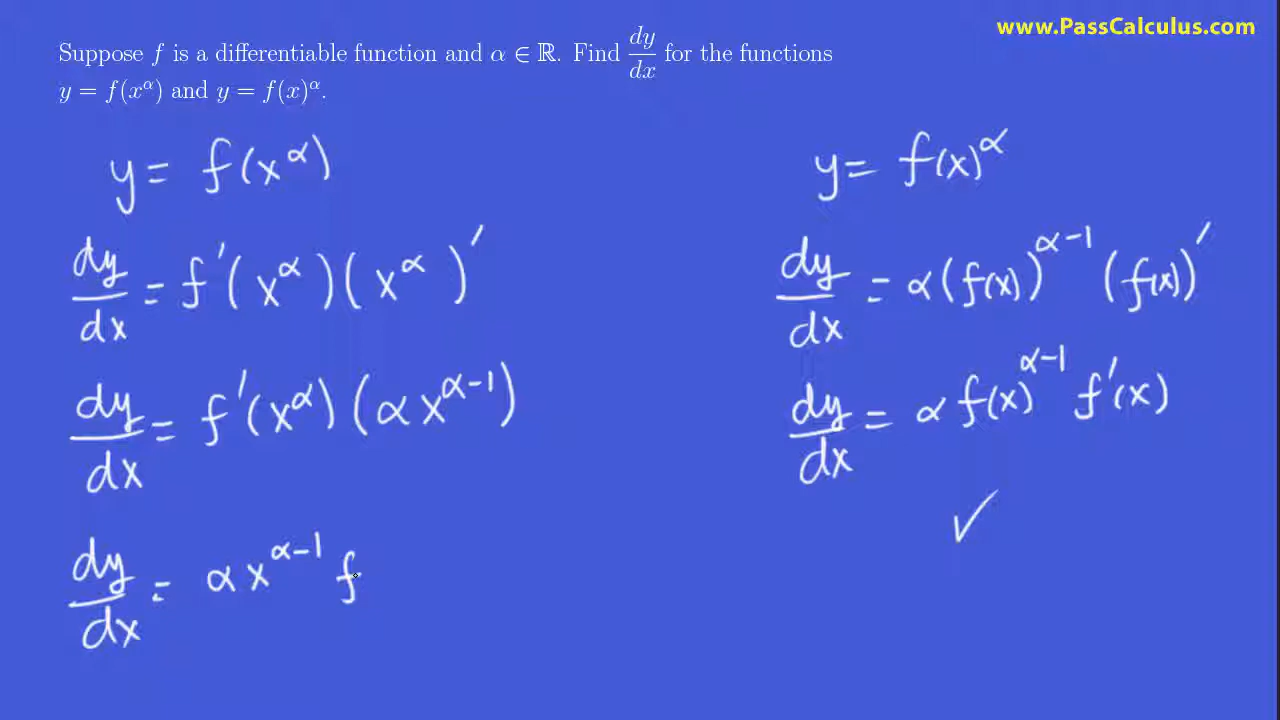 www.PassCalculus.com
Suppose f is a differentiable function and α ∈ ℝ. Find dy/dx for the functions
y = f(x^α) and y = f(x)^α.
y = f(x^α)
dy/dx = f'(x^α)(x^α)'
dy/dx = f'(x^α)(αx^(α-1))
dy/dx = αx^(α-1) f
y = f(x)^α
dy/dx = α(f(x))^(α-1) (f(x))'
dy/dx = α f(x)^(α-1) f'(x)
✓